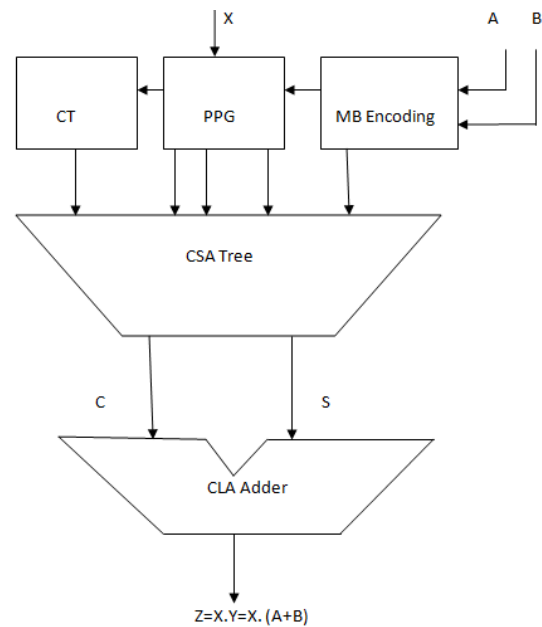 X
A
B
CT
PPG
MB Encoding
CSA Tree
C
S
CLA Adder
Z=X.Y=X. (A+B)